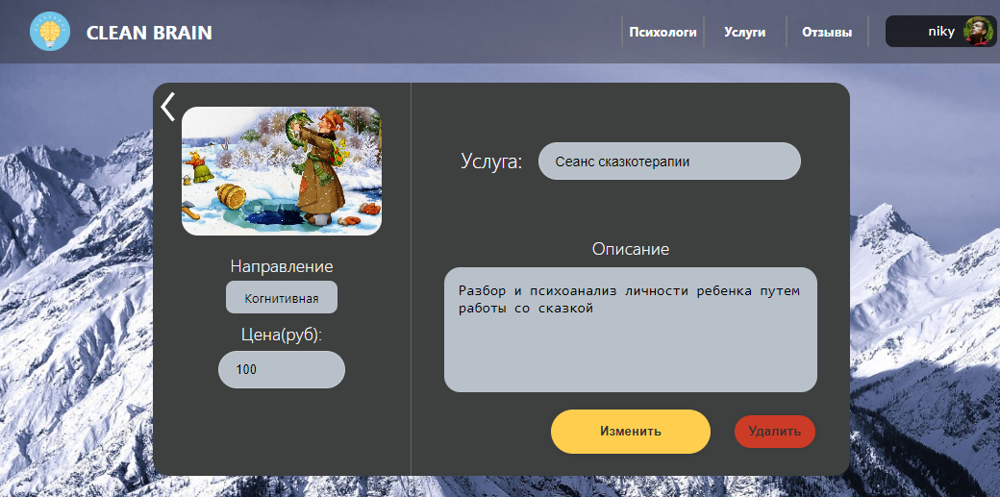 CLEAN BRAIN
Психологи
Услуги
Отзывы
niky
Направление
Когнитивная
Цена(руб):
100
Услуга:
Сеанс сказкотерапии
Описание
Разбор и психоанализ личности ребенка путем
работы со сказкой
Изменить
Удалить